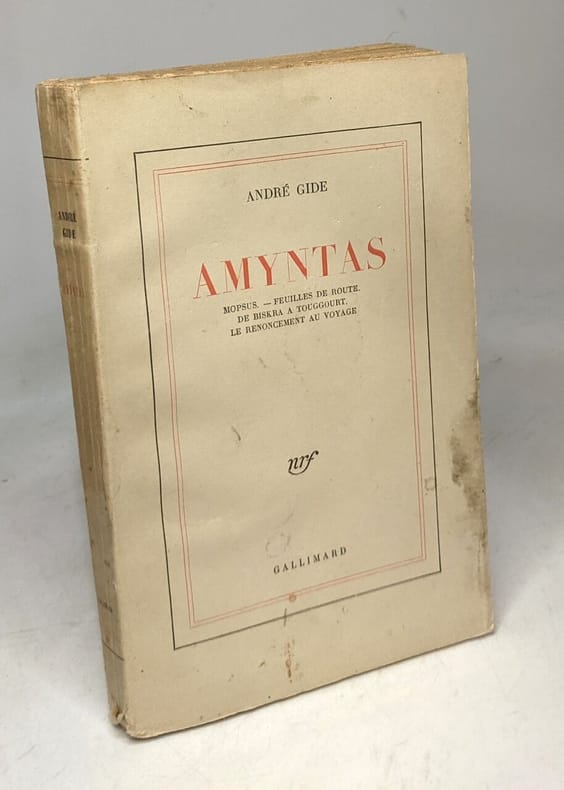 ANDRÉ GIDE
AMYNTAS
MOPSUS. — FEUILLES DE ROUTE.
DE BISKRA A TOUGGOURT.
LE RENONCEMENT AU VOYAGE
nrf
GALLIMARD
ANDRÉ
GIDE